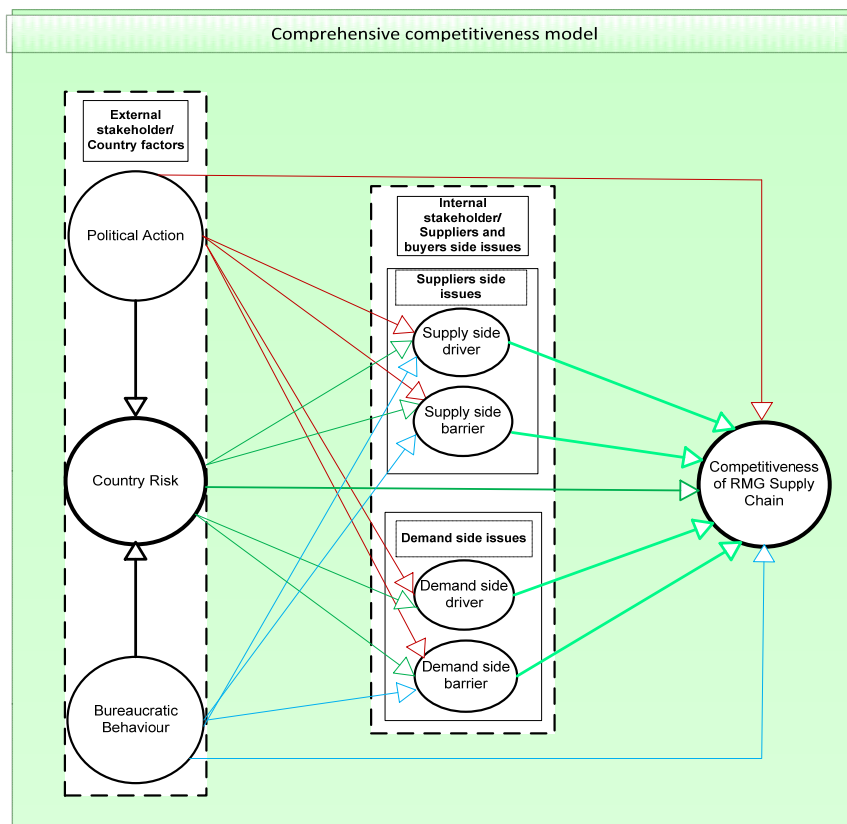 Comprehensive competitiveness model
External
stakeholder/
Country factors
Political Action
Country Risk
Bureaucratic
Behaviour
Internal
stakeholder/
Suppliers and
buyers side issues
Suppliers side
issues
Supply side
driver
Supply side
barrier
Demand side issues
Demand side
driver
Demand side
barrier
Competitiveness
of RMG Supply
Chain